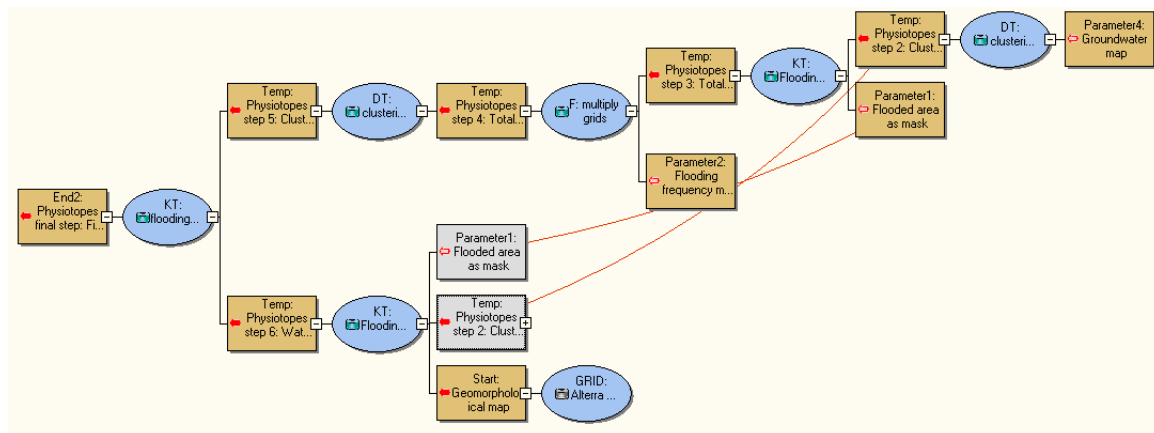 Temp:
Physiotopes
step 2: Clust...
DT:
clusteri...
Parameter4:
Groundwater
map
Temp:
Physiotopes
step 3: Total...
KT:
Floodin...
Parameter1:
Flooded area
as mask
Temp:
Physiotopes
step 5: Clust...
DT:
clusteri...
Temp:
Physiotopes
step 4: Total...
F: multiply
grids
Parameter2:
Flooding
frequency m...
End2:
Physiotopes
final step: Fi...
KT:
flooding...
Parameter1:
Flooded area
as mask
Temp:
Physiotopes
step 6: Wat...
KT:
Floodin...
Temp:
Physiotopes
step 2: Clust...
Start:
Geomorpholo
ical map
GRID:
Alterra ...